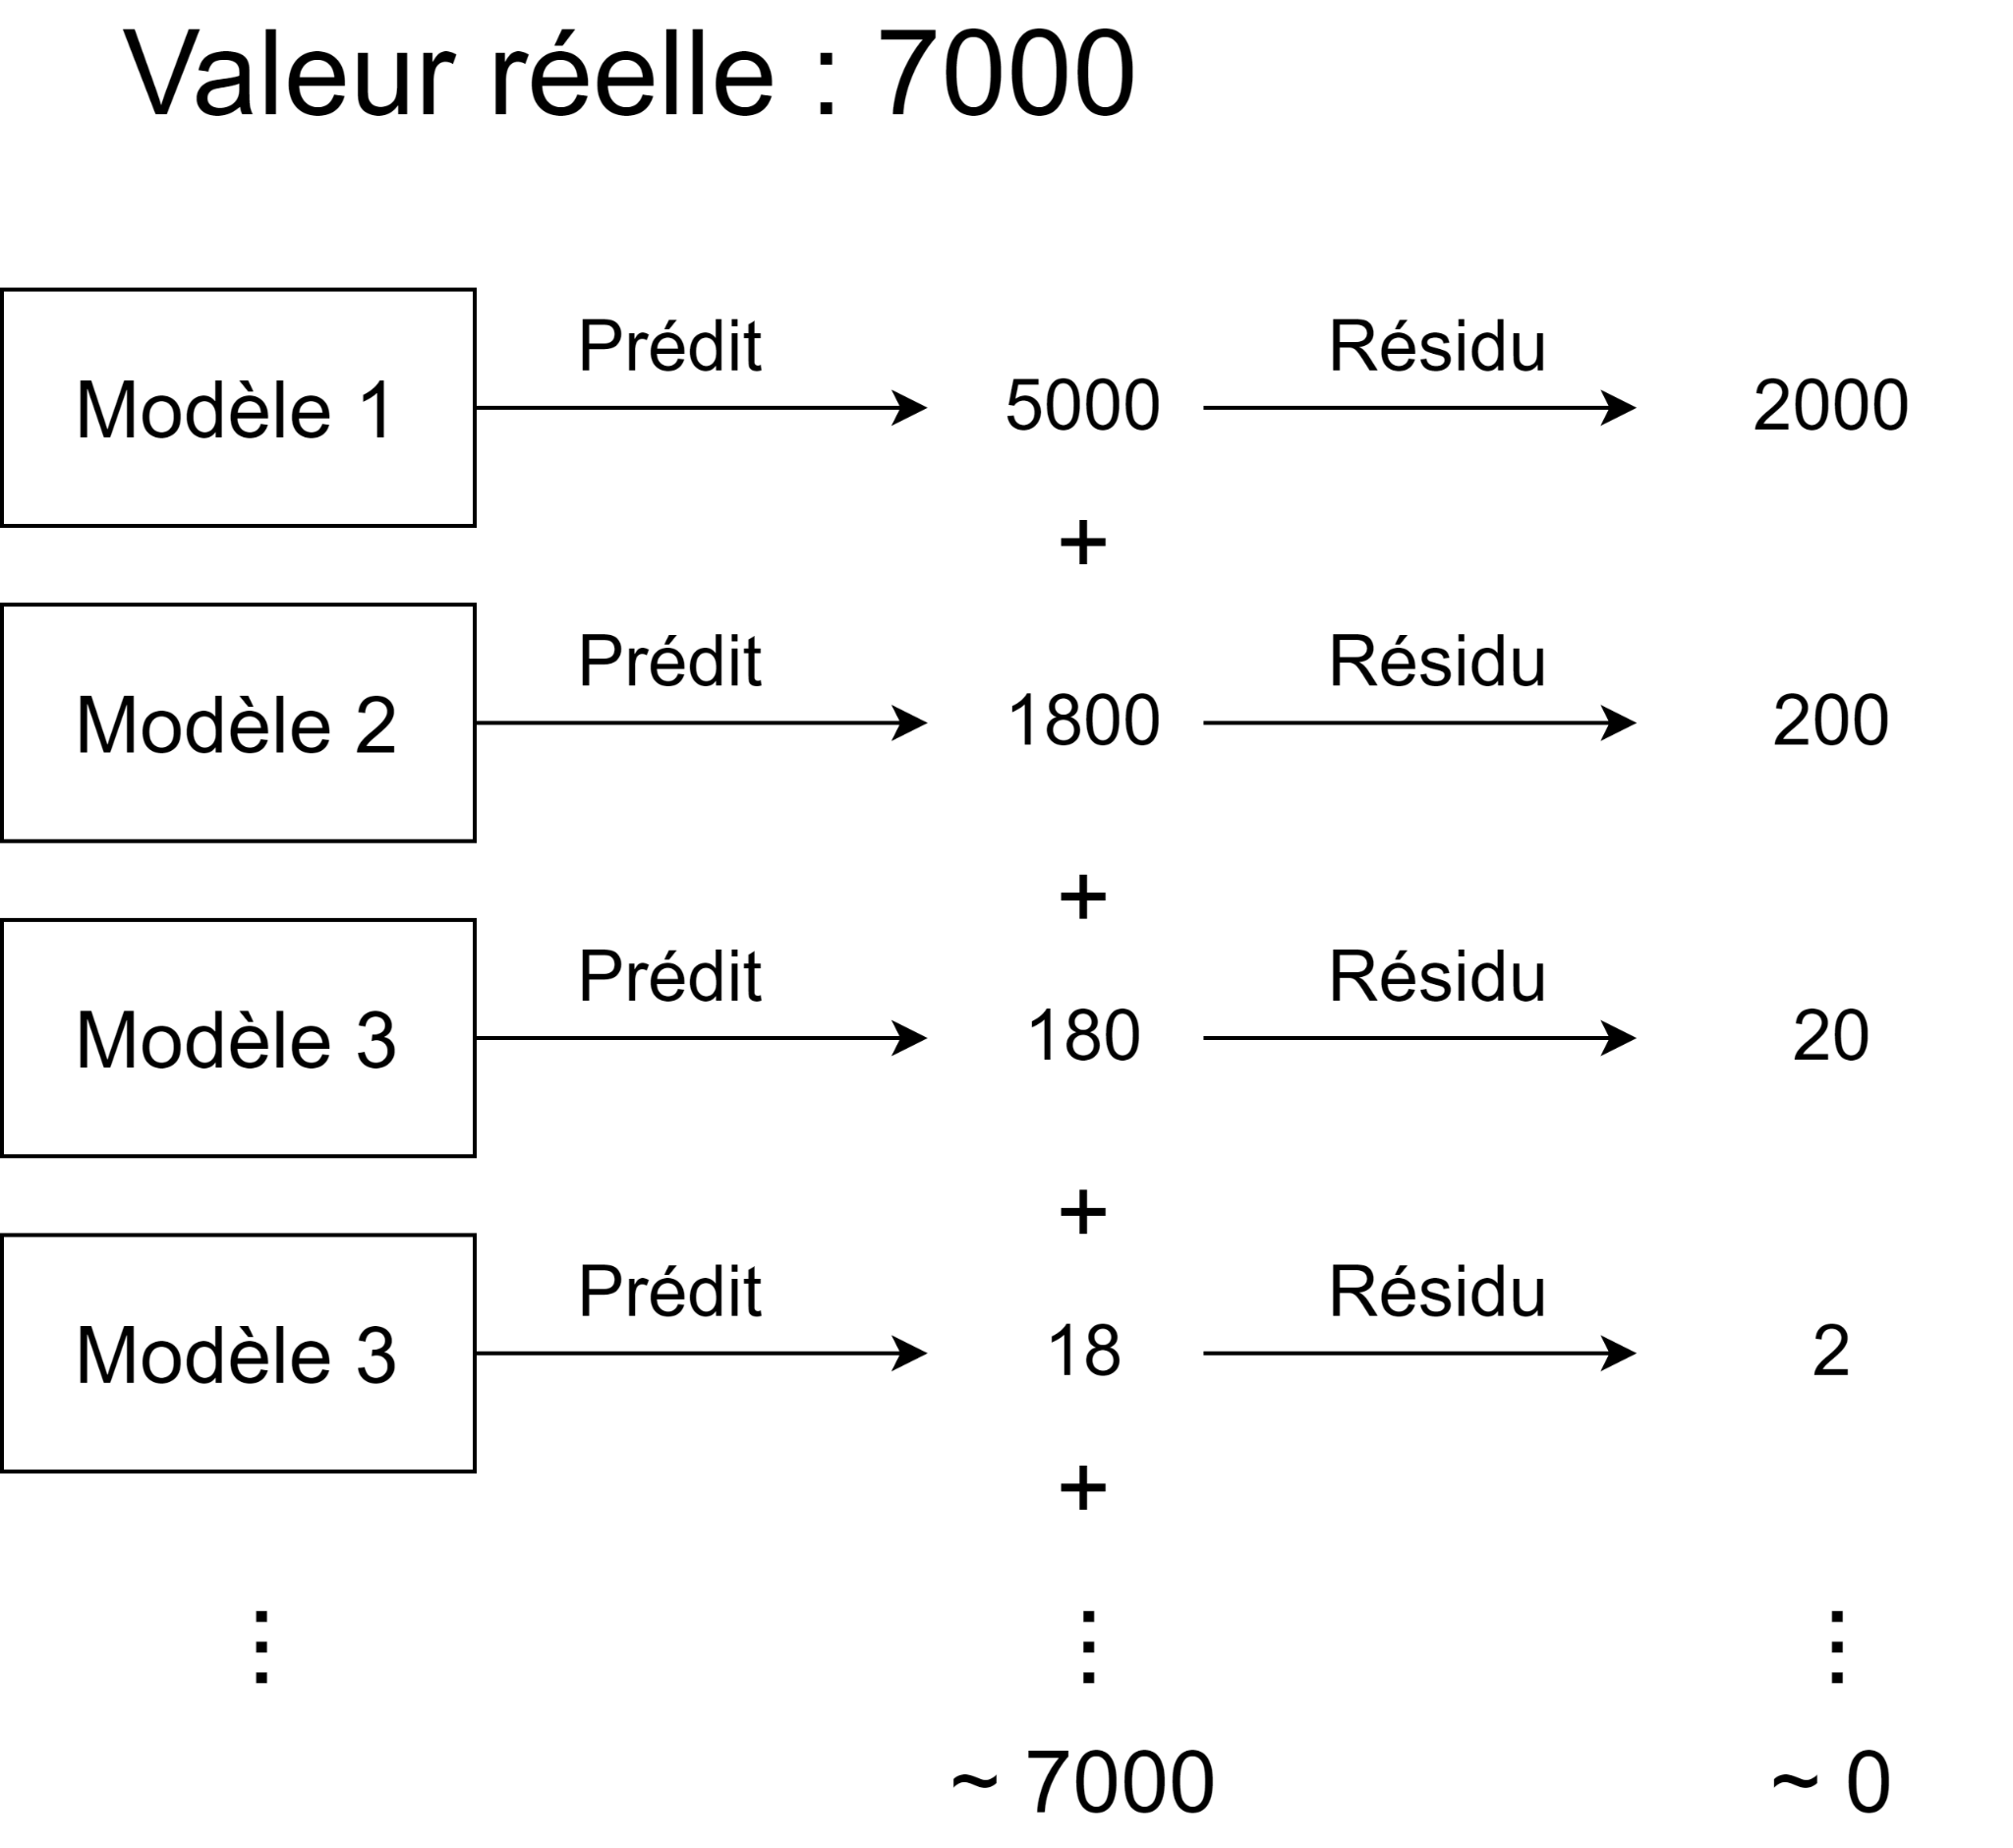 Valeur réelle : 7000
Modèle 1 Prédit 5000 Résidu 2000
+
Modèle 2 Prédit 1800 Résidu 200
+
Modèle 3 Prédit 180 Résidu 20
+
Modèle 3 Prédit 18 Résidu 2
+
⋮ ⋮ ⋮
~ 7000 ~ 0